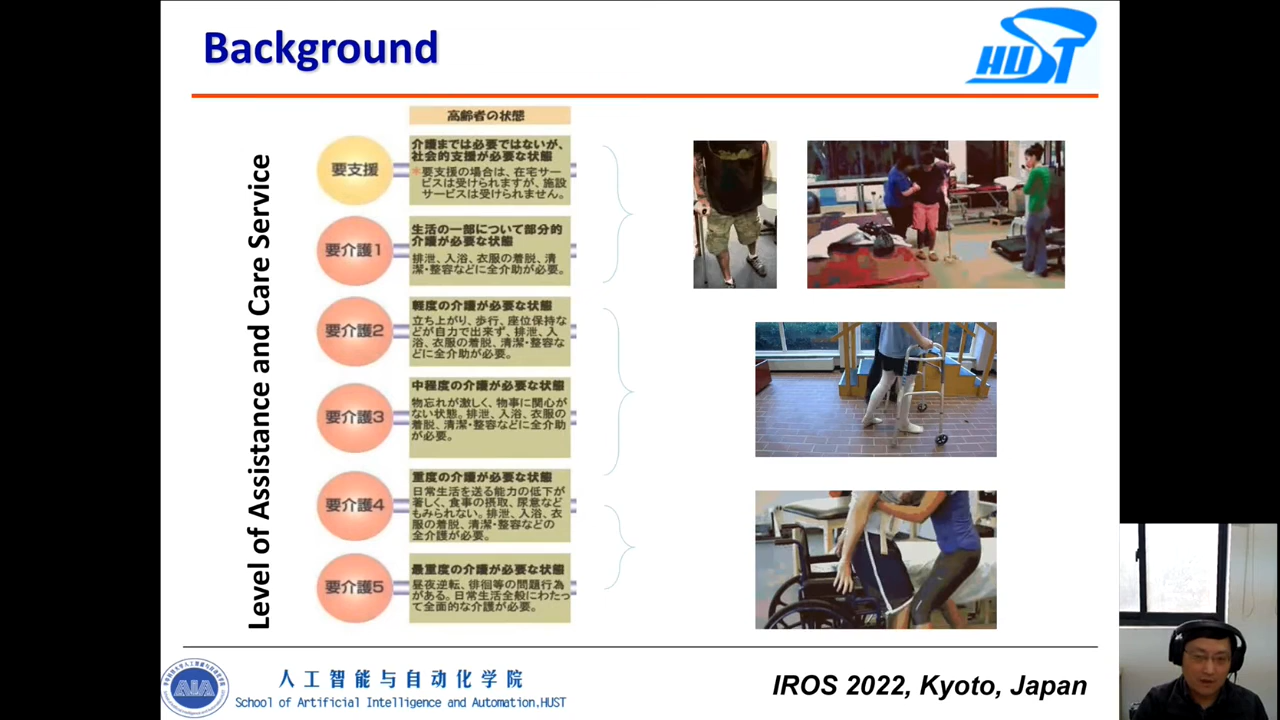 Background
HUST
Level of Assistance and Care Service
高齢者の状態
要支援
介護までは必要ではないが、
社会的支援が必要な状態
*要支援の場合は、在宅サー
ビスは受けられますが、施設
サービスは受けられません。
要介護1
生活の一部について部分的
介護が必要な状態
排泄、入浴、衣服の着脱、清
潔・整容などに全介助が必要。
要介護2
軽度の介護が必要な状態
立ち上がり、歩行、座位保持な
どが自力で出来ず、排泄、入
浴、衣服の着脱、清潔・整容な
どに全介助が必要。
要介護3
中程度の介護が必要な状態
物忘れが激しく、物事に関心が
ない状態。排泄、入浴、衣服の
着脱、清潔・整容などに全介助
が必要。
要介護4
重度の介護が必要な状態
日常生活を送る能力の低下が
著しく、食事の摂取、尿意など
もみられない。排泄、入浴、衣
服の着脱、清潔・整容などの
全介護が必要。
要介護5
最重度の介護が必要な状態
昼夜逆転、徘徊等の問題行為
がある。日常生活全般にわたっ
て全面的な介護が必要。
AIA
人工智能与自动化学院
School of Artificial Intelligence and Automation.HUST
IROS 2022, Kyoto, Japan